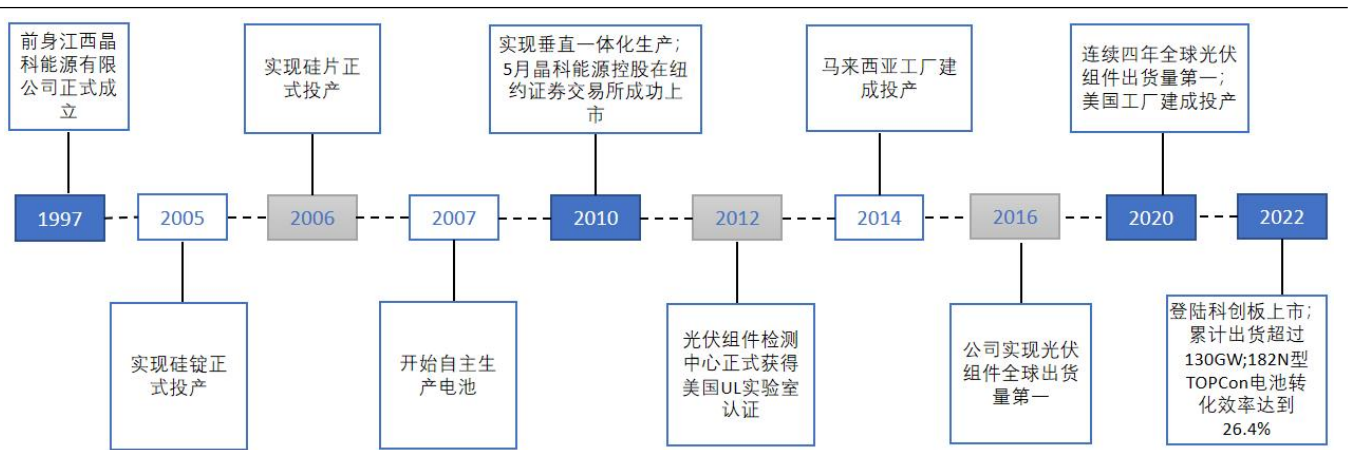 前身江西晶
科能源有限
公司正式成
立
实现硅片正
式投产
实现垂直一体化生产；
5月晶科能源控股在纽
约证券交易所成功上
市
马来西亚工厂建
成投产
连续四年全球光伏
组件出货量第一；
美国工厂建成投产
1997
2005
2006
2007
2010
2012
2014
2016
2020
2022
实现硅锭正
式投产
开始自主生
产电池
光伏组件检测
中心正式获得
美国UL实验室
认证
公司实现光伏
组件全球出货
量第一
登陆科创板上市；
累计出货超过
130GW;182N型
TOPCon电池转
化效率达到
26.4%